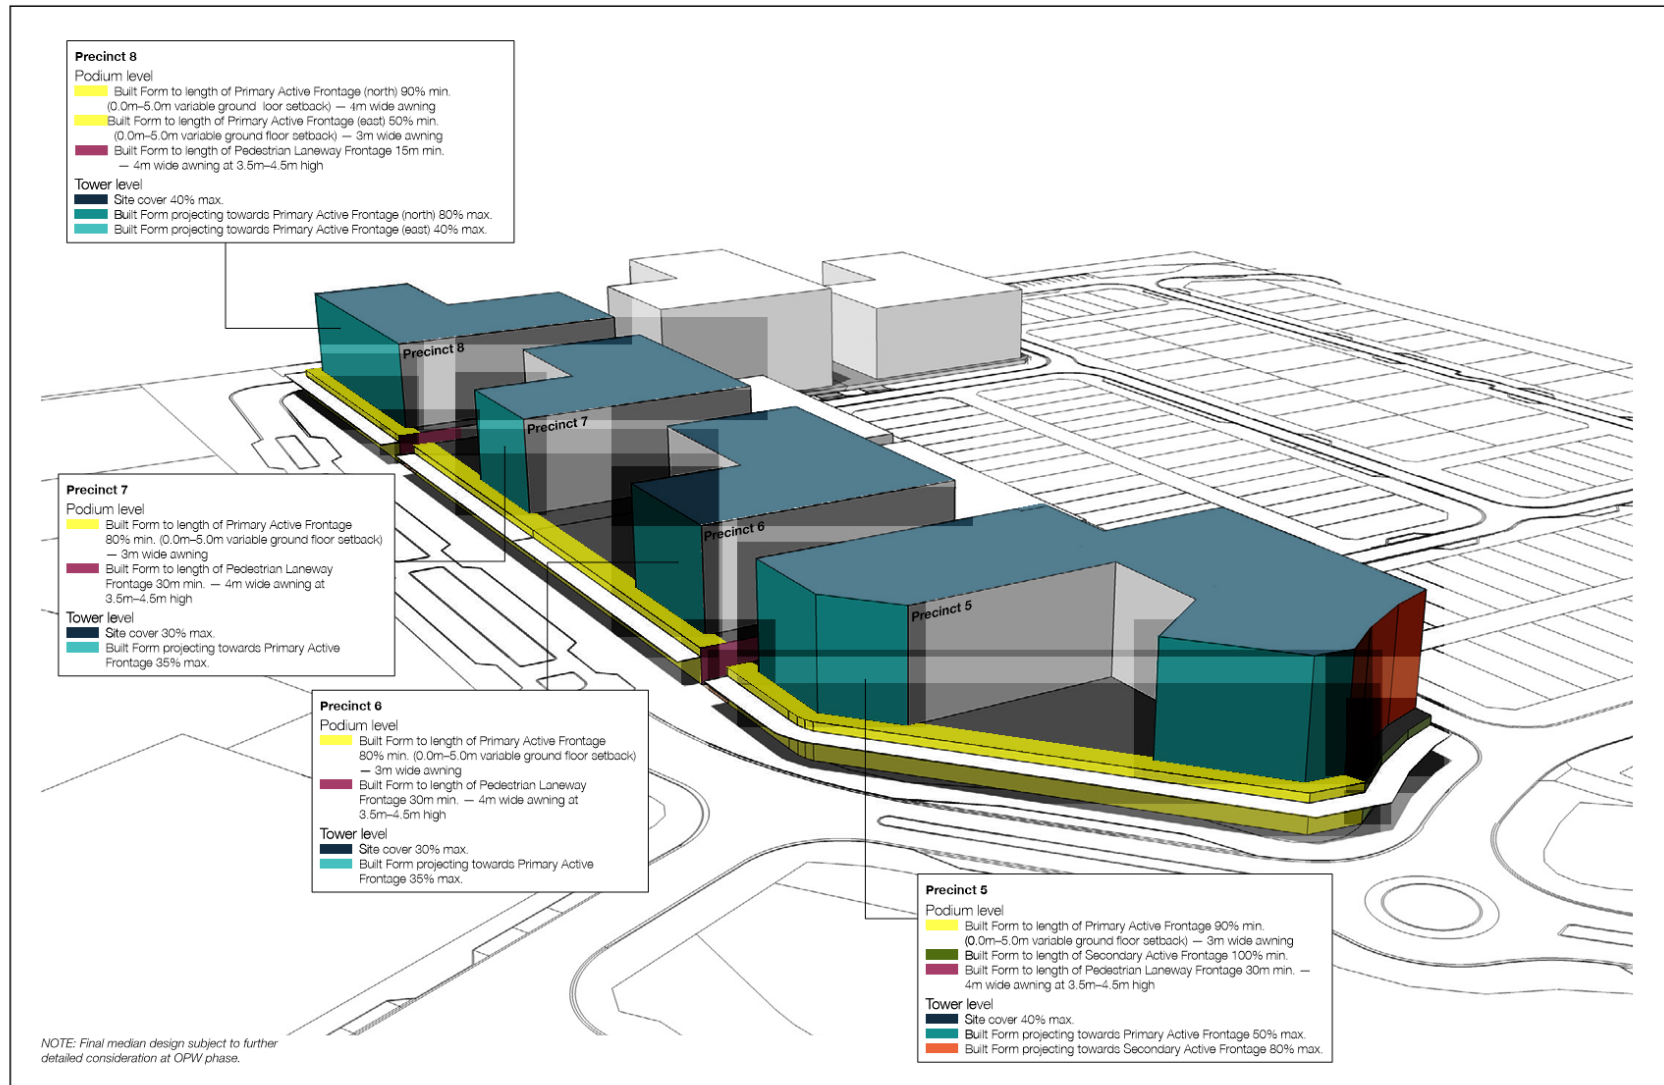 Precinct 8
Podium level
Built Form to length of Primary Active Frontage (north) 90% min.
(0.0m–5.0m variable ground loor setback) — 4m wide awning
Built Form to length of Primary Active Frontage (east) 50% min.
(0.0m–5.0m variable ground floor setback) — 3m wide awning
Built Form to length of Pedestrian Laneway Frontage 15m min.
— 4m wide awning at 3.5m–4.5m high
Tower level
Site cover 40% max.
Built Form projecting towards Primary Active Frontage (north) 80% max.
Built Form projecting towards Primary Active Frontage (east) 40% max.
Precinct 8
Precinct 7
Precinct 6
Precinct 5
Precinct 7
Podium level
Built Form to length of Primary Active Frontage
80% min. (0.0m–5.0m variable ground floor setback)
— 3m wide awning
Built Form to length of Pedestrian Laneway
Frontage 30m min. — 4m wide awning at
3.5m–4.5m high
Tower level
Site cover 30% max.
Built Form projecting towards Primary Active
Frontage 35% max.
Precinct 6
Podium level
Built Form to length of Primary Active Frontage
80% min. (0.0m–5.0m variable ground floor setback)
— 3m wide awning
Built Form to length of Pedestrian Laneway
Frontage 30m min. — 4m wide awning at
3.5m–4.5m high
Tower level
Site cover 30% max.
Built Form projecting towards Primary Active
Frontage 35% max.
Precinct 5
Podium level
Built Form to length of Primary Active Frontage 90% min.
(0.0m–5.0m variable ground floor setback) — 3m wide awning
Built Form to length of Secondary Active Frontage 100% min.
Built Form to length of Pedestrian Laneway Frontage 30m min. —
4m wide awning at 3.5m–4.5m high
Tower level
Site cover 40% max.
Built Form projecting towards Primary Active Frontage 50% max.
Built Form projecting towards Secondary Active Frontage 80% max.
NOTE: Final median design subject to further
detailed consideration at OPW phase.